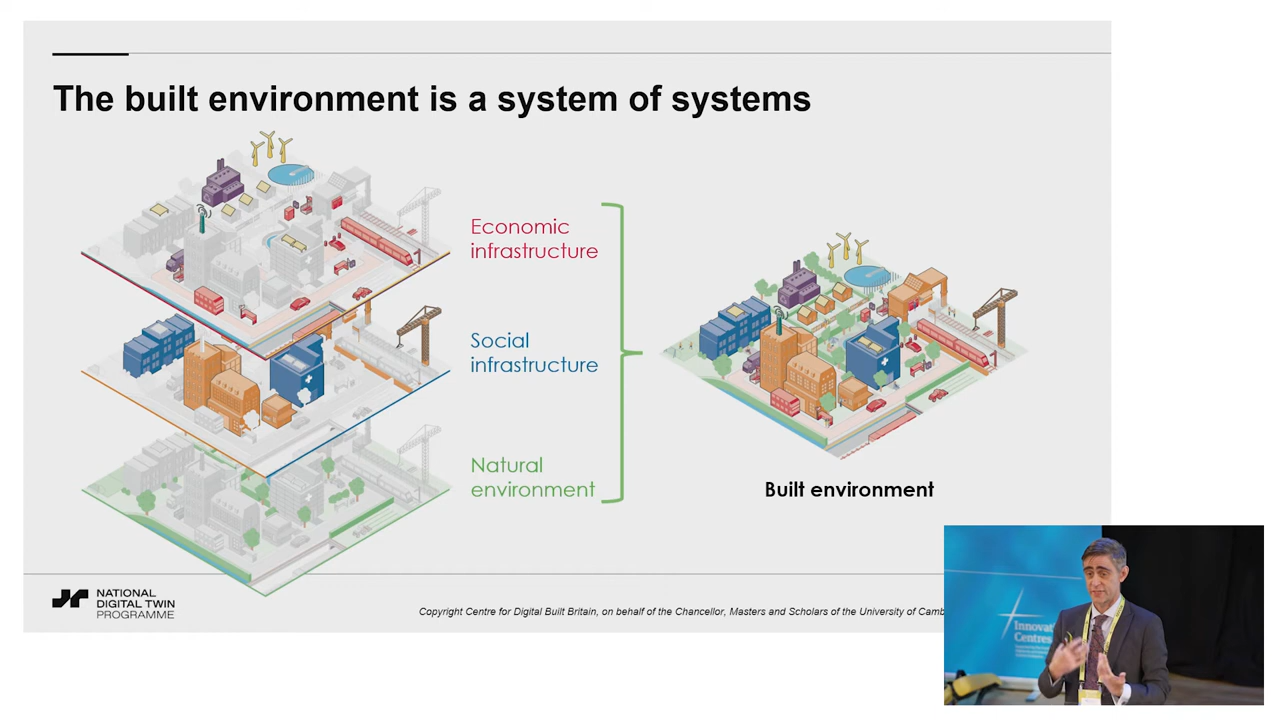 The built environment is a system of systems
Economic
infrastructure
Social
infrastructure
Natural
environment
Built environment
NATIONAL
DIGITAL TWIN
PROGRAMME
Copyright Centre for Digital Built Britain, on behalf of the Chancellor, Masters and Scholars of the University of Camb
Innovati
Centres